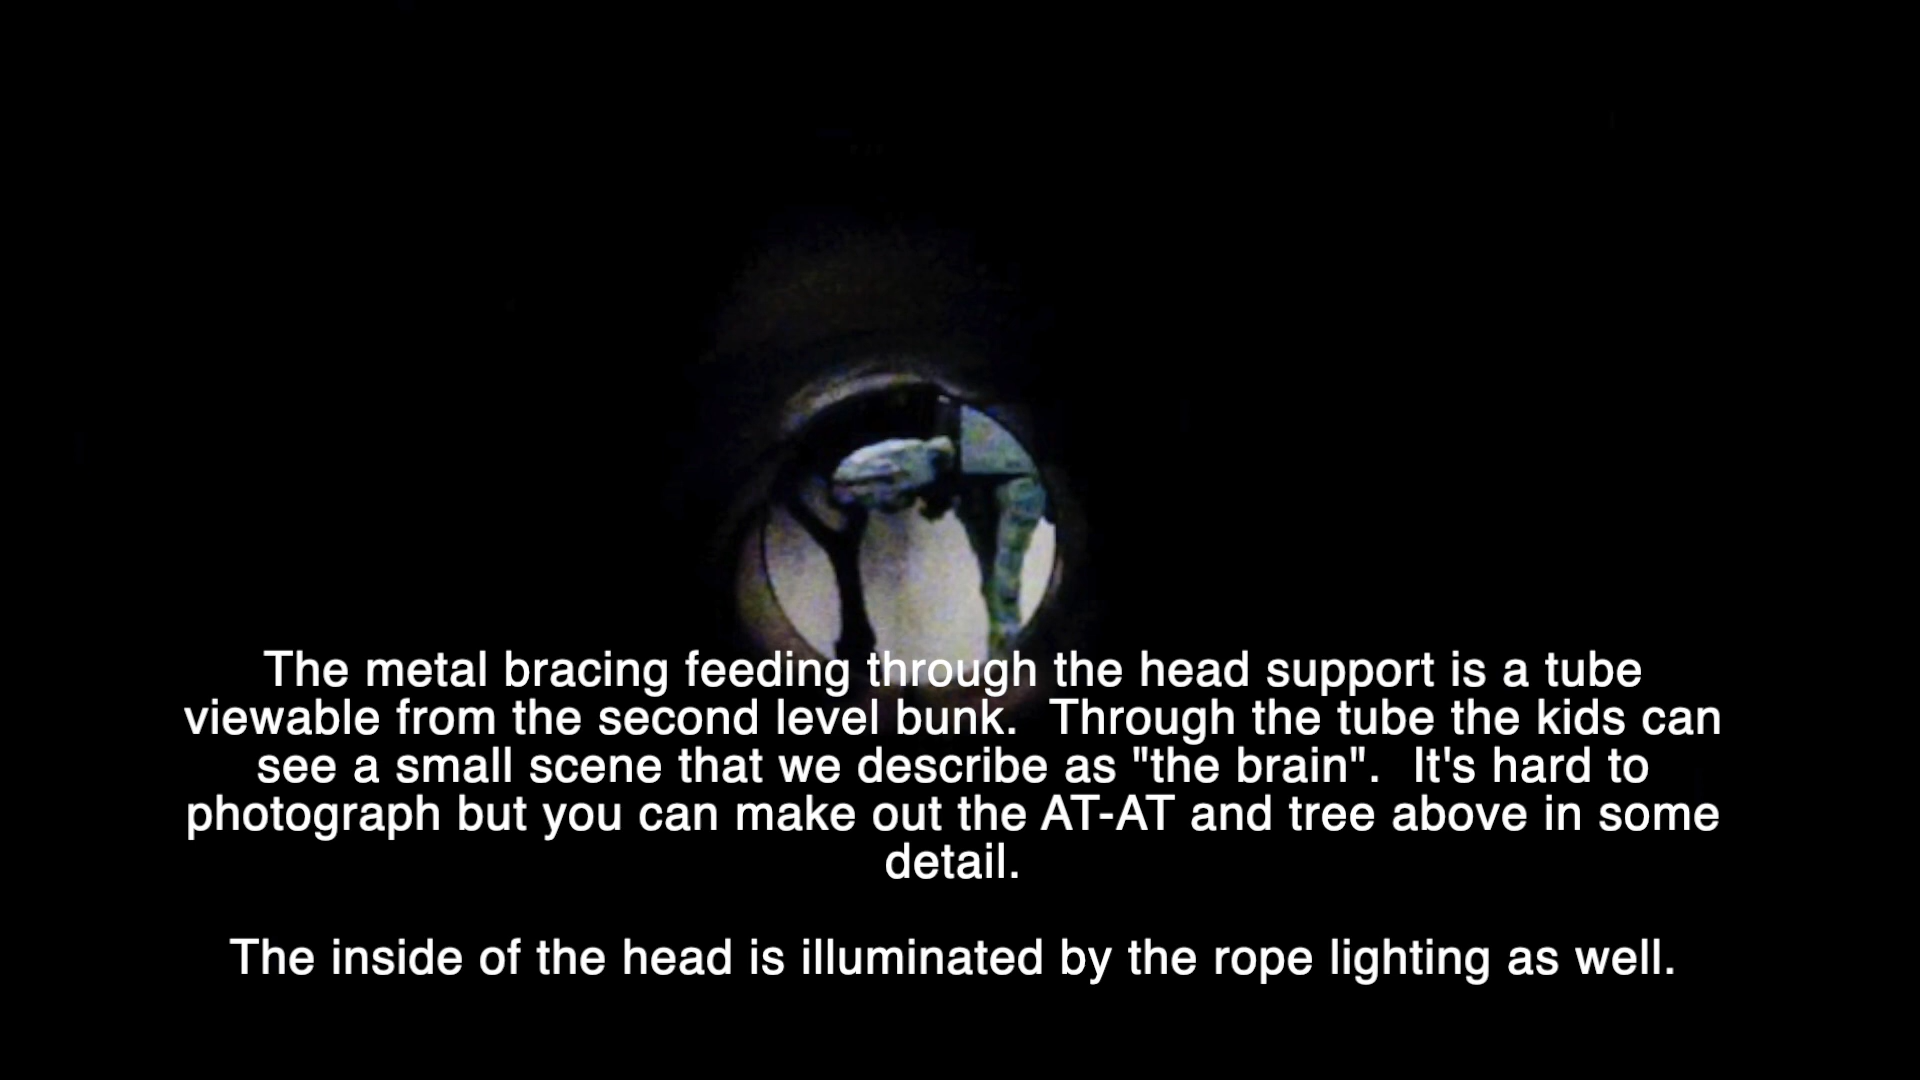 The metal bracing feeding through the head support is a tube
viewable from the second level bunk.  Through the tube the kids can
see a small scene that we describe as "the brain".  It's hard to
photograph but you can make out the AT-AT and tree above in some
detail.
The inside of the head is illuminated by the rope lighting as well.